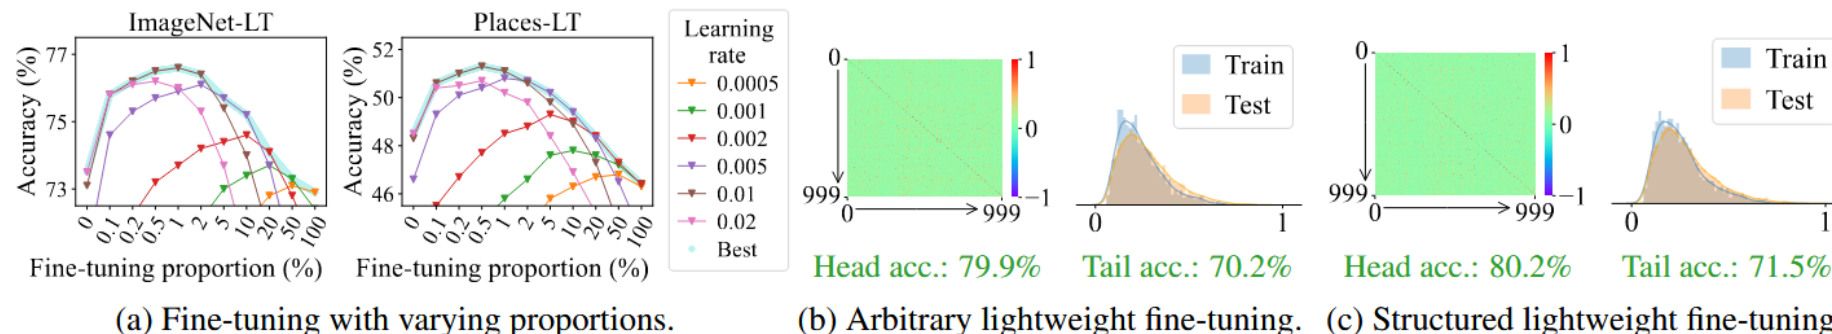 ImageNet-LT
Accuracy (%)
77
75
73
0 0.1 0.2 0.5 1 2 5 10 20 50 100
Fine-tuning proportion (%)
Places-LT
Accuracy (%)
52
50
48
46
0 0.1 0.2 0.5 1 2 5 10 20 50 100
Fine-tuning proportion (%)
Learning
rate
0.0005
0.001
0.002
0.005
0.01
0.02
Best
(a) Fine-tuning with varying proportions.
0
999
0 999
1
0
−1
Train
Test
0 1
Head acc.: 79.9% Tail acc.: 70.2%
(b) Arbitrary lightweight fine-tuning.
0
999
0 999
1
0
−1
Train
Test
0 1
Head acc.: 80.2% Tail acc.: 71.5%
(c) Structured lightweight fine-tuning